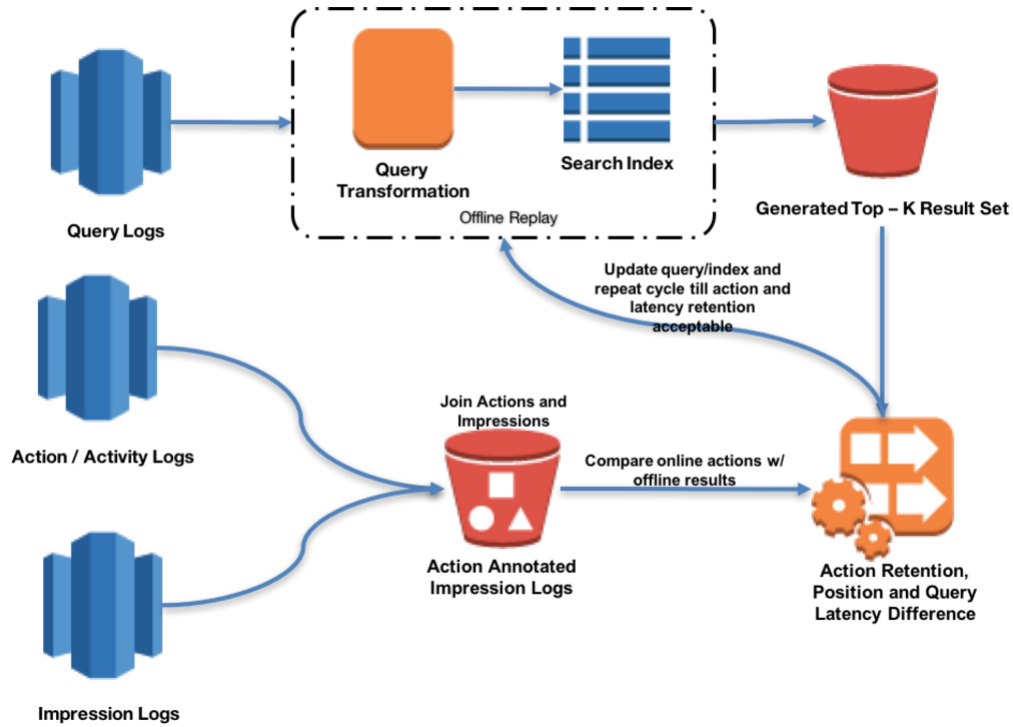 Query
Transformation
Search Index
Offline Replay
Query Logs
Generated Top – K Result Set
Update query/index and
repeat cycle till action and
latency retention
acceptable
Action / Activity Logs
Join Actions and
Impressions
Compare online actions w/
offline results
Action Annotated
Impression Logs
Action Retention,
Position and Query
Latency Difference
Impression Logs